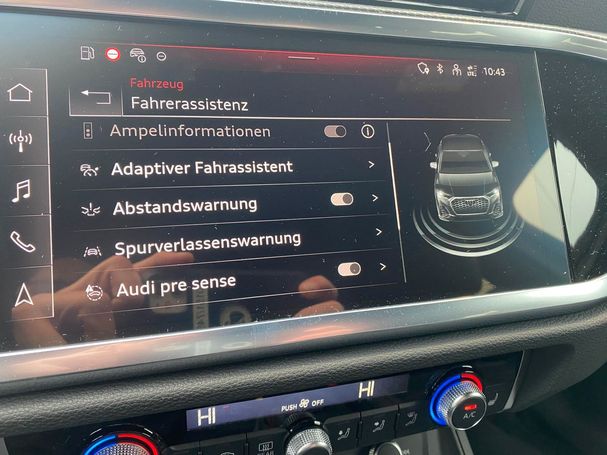 10:43
Fahrzeug
Fahrerassistenz
Ampelinformationen
Adaptiver Fahrassistent
Abstandswarnung
Spurverlassenswarnung
Audi pre sense
HI
HI
PUSH OFF
A/C